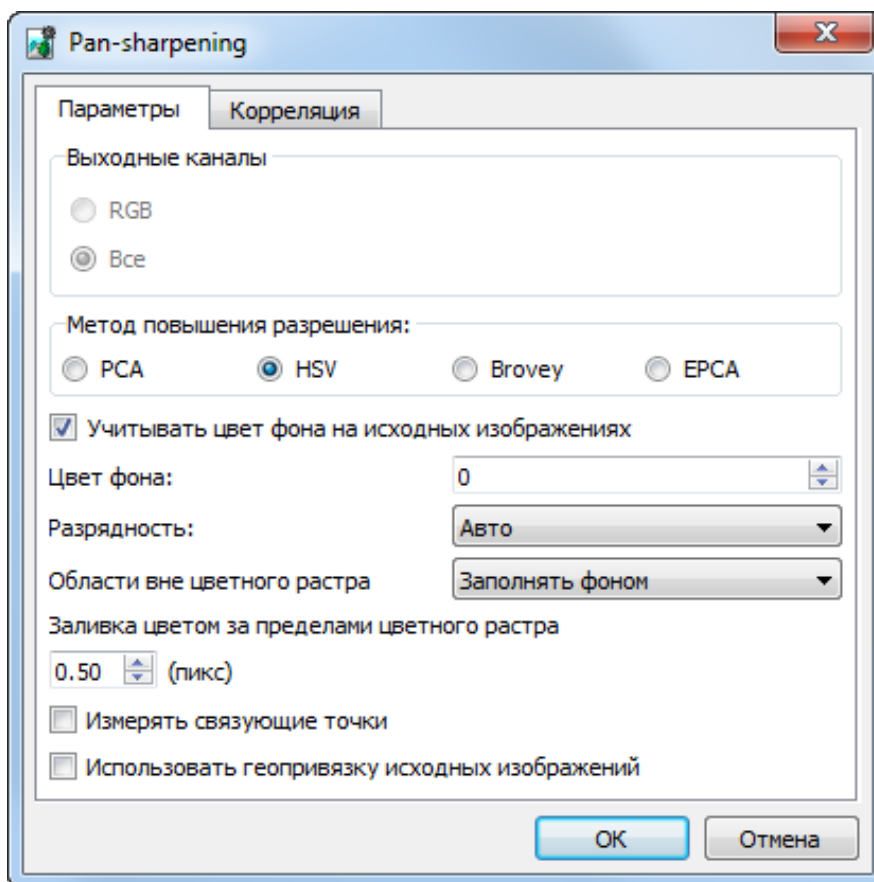 Pan-sharpening
Параметры Корреляция
Выходные каналы
RGB
Все
Метод повышения разрешения:
PCA HSV Brovey EPCA
Учитывать цвет фона на исходных изображениях
Цвет фона: 0
Разрядность: Авто
Области вне цветного растра Заполнять фоном
Заливка цветом за пределами цветного растра
0.50 (пикс)
Измерять связующие точки
Использовать геопривязку исходных изображений
OK Отмена